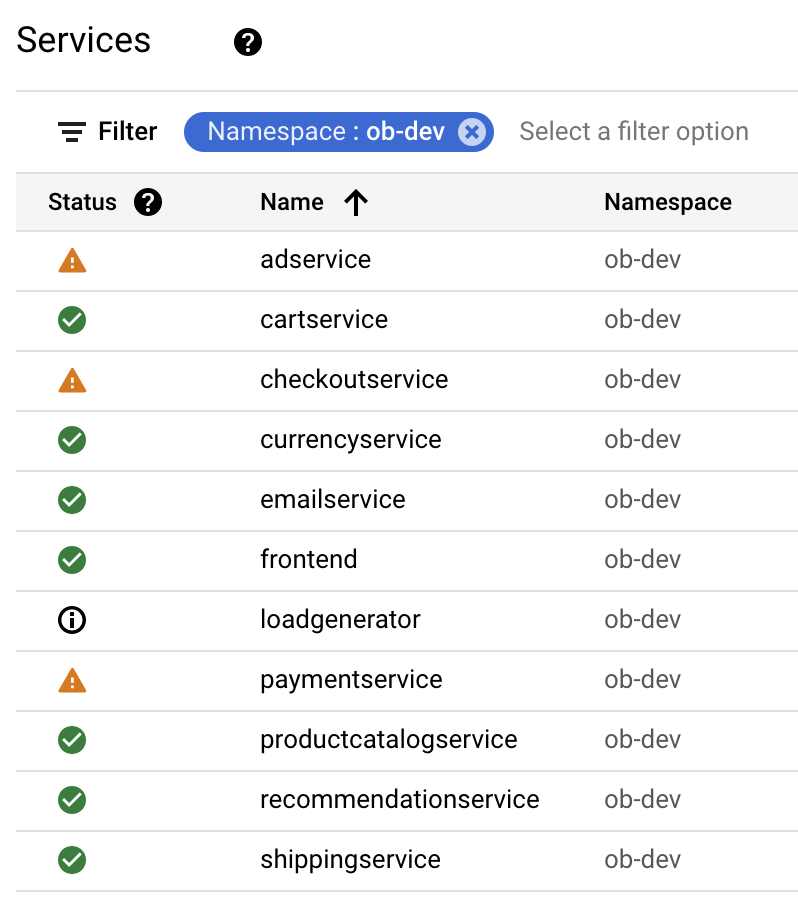 Services
Filter Namespace : ob-dev Select a filter option
Status Name Namespace
adservice ob-dev
cartservice ob-dev
checkoutservice ob-dev
currencyservice ob-dev
emailservice ob-dev
frontend ob-dev
loadgenerator ob-dev
paymentservice ob-dev
productcatalogservice ob-dev
recommendationservice ob-dev
shippingservice ob-dev